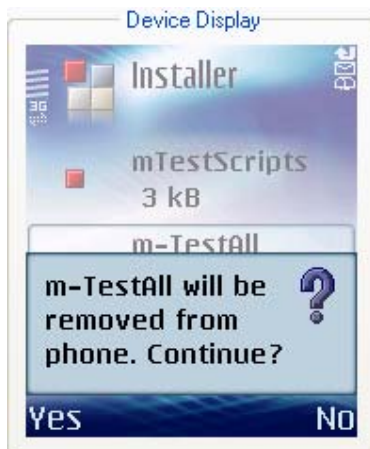 Device Display
Installer
3G
mTestScripts
3 kB
m-TestAll
m-TestAll will be
removed from
phone. Continue?
Yes
No